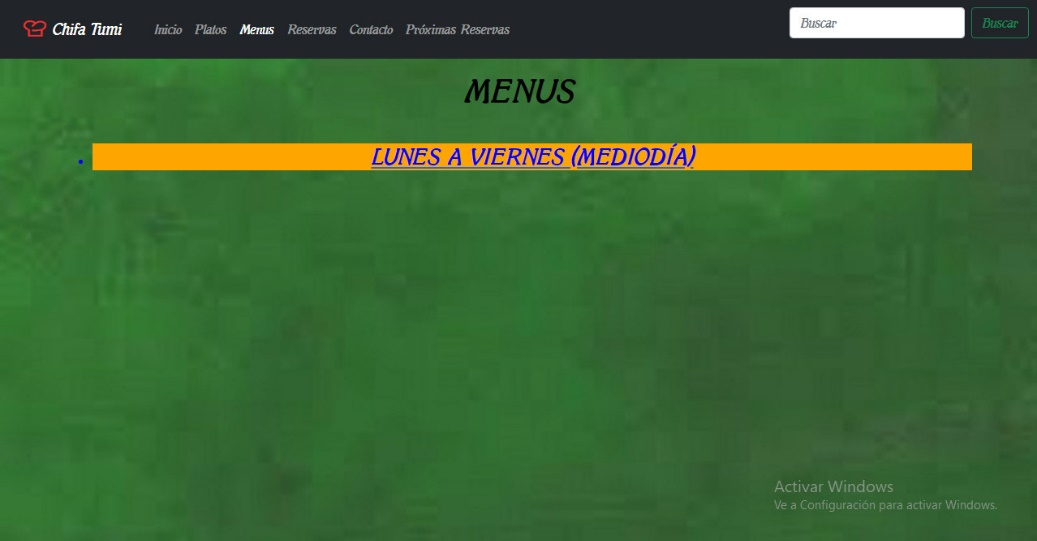 Chifa Tumi Inicio Platos Menus Reservas Contacto Próximas Reservas Buscar Buscar
MENUS
LUNES A VIERNES (MEDIODÍA)
Activar Windows
Ve a Configuración para activar Windows.